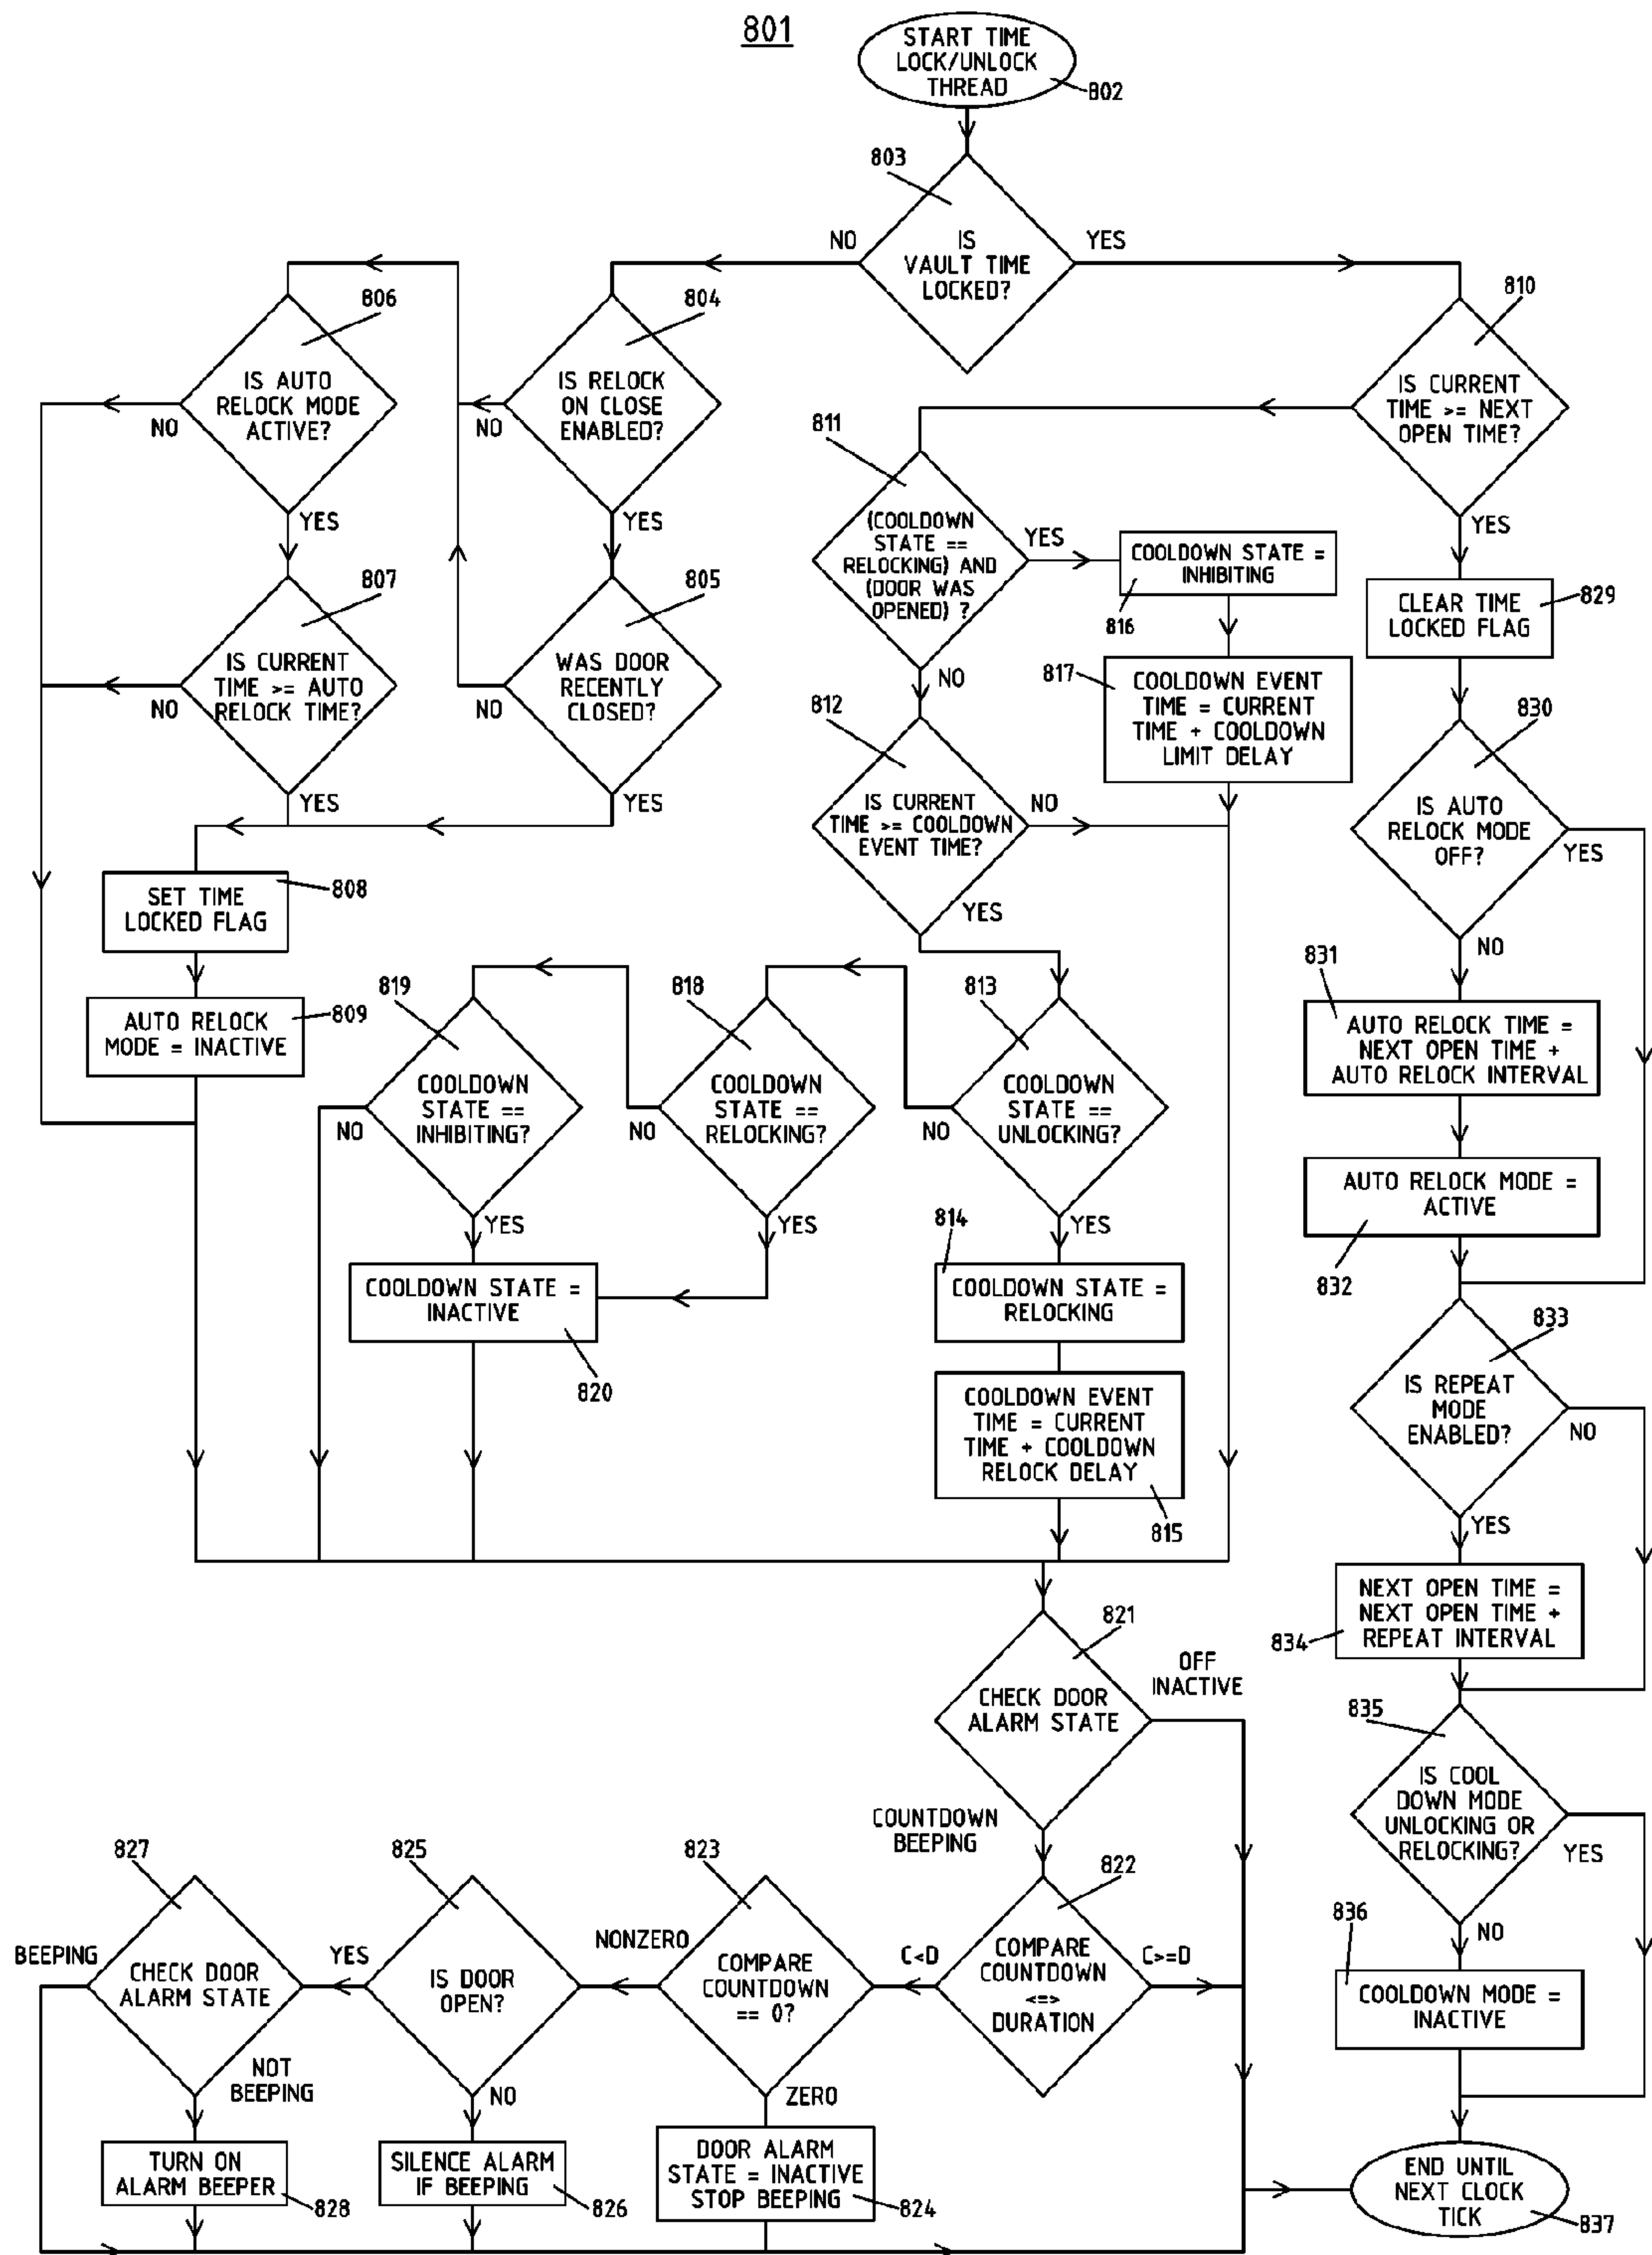 801
START TIME
LOCK/UNLOCK
THREAD
802
803
IS
VAULT TIME
LOCKED?
NO
YES
806
IS AUTO
RELOCK MODE
ACTIVE?
NO
YES
804
IS RELOCK
ON CLOSE
ENABLED?
NO
YES
810
IS CURRENT
TIME >= NEXT
OPEN TIME?
YES
807
IS CURRENT
TIME >= AUTO
RELOCK TIME?
NO
YES
805
WAS DOOR
RECENTLY
CLOSED?
NO
YES
811
(COOLDOWN
STATE ==
RELOCKING) AND
(DOOR WAS
OPENED) ?
YES
NO
COOLDOWN STATE =
INHIBITING
816
817
COOLDOWN EVENT
TIME = CURRENT
TIME + COOLDOWN
LIMIT DELAY
CLEAR TIME
LOCKED FLAG
829
812
IS CURRENT
TIME >= COOLDOWN
EVENT TIME?
NO
YES
830
IS AUTO
RELOCK MODE
OFF?
YES
NO
SET TIME
LOCKED FLAG
808
AUTO RELOCK
MODE = INACTIVE
809
819
COOLDOWN
STATE ==
INHIBITING?
NO
YES
818
COOLDOWN
STATE ==
RELOCKING?
NO
YES
813
COOLDOWN
STATE ==
UNLOCKING?
NO
YES
831
AUTO RELOCK TIME =
NEXT OPEN TIME +
AUTO RELOCK INTERVAL
AUTO RELOCK MODE =
ACTIVE
832
COOLDOWN STATE =
INACTIVE
820
814
COOLDOWN STATE =
RELOCKING
COOLDOWN EVENT
TIME = CURRENT
TIME + COOLDOWN
RELOCK DELAY
815
833
IS REPEAT
MODE
ENABLED?
NO
YES
NEXT OPEN TIME =
NEXT OPEN TIME +
REPEAT INTERVAL
834
821
CHECK DOOR
ALARM STATE
OFF
INACTIVE
COUNTDOWN
BEEPING
835
IS COOL
DOWN MODE
UNLOCKING OR
RELOCKING?
YES
NO
827
CHECK DOOR
ALARM STATE
BEEPING
NOT
BEEPING
825
IS DOOR
OPEN?
YES
NO
823
COMPARE
COUNTDOWN
== 0?
NONZERO
ZERO
822
COMPARE
COUNTDOWN
<=>
DURATION
C<D
C>=D
836
COOLDOWN MODE =
INACTIVE
TURN ON
ALARM BEEPER
828
SILENCE ALARM
IF BEEPING
826
DOOR ALARM
STATE = INACTIVE
STOP BEEPING
824
END UNTIL
NEXT CLOCK
TICK
837